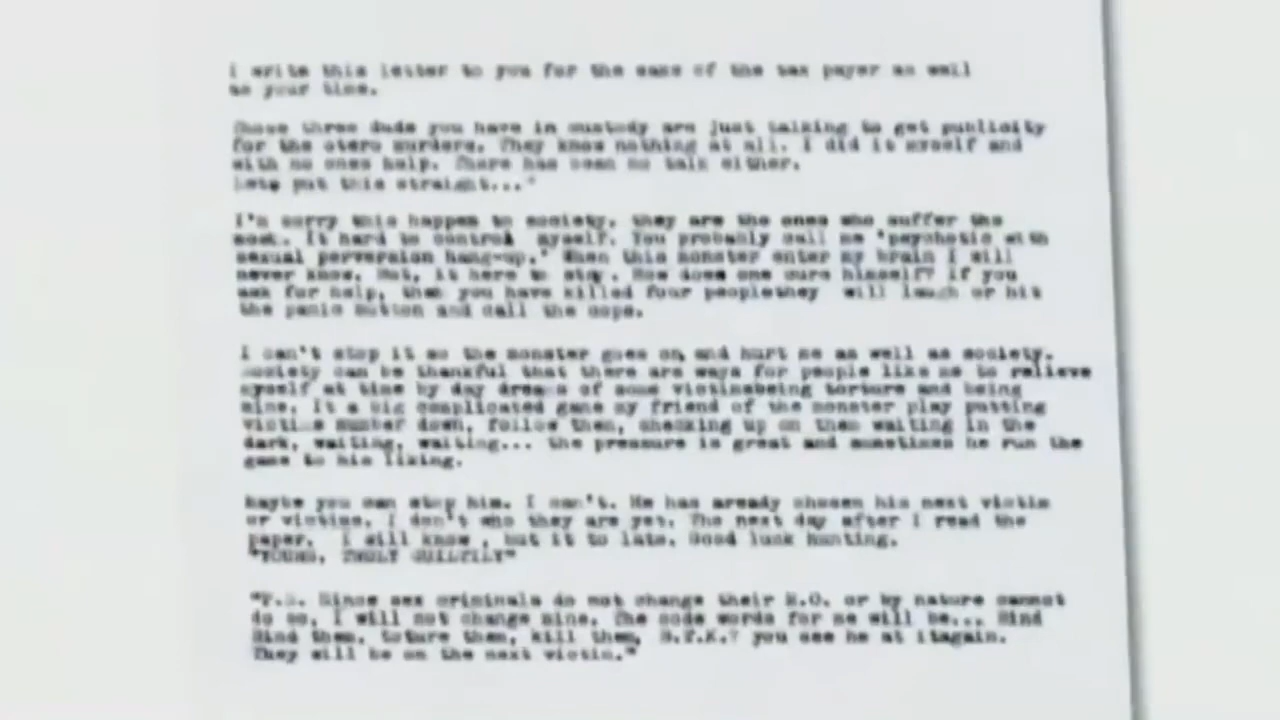 I write this letter to you for the sake of the tax payer as well
as your time.
Those three dude you have in custody are just talking to get publicity
for the otero murders. They know nothing at all. I did it myself and
with no ones help. There has been no talk either.
Lets put this straight..."
I'm sorry this happen to society. they are the ones who suffer the
most. It hard to control myself. You probably call me 'psychotic with
sexual perversion hang-up.' When this monster enter my brain I will
never know. But, it here to stay. How does one cure himself? If you
ask for help, that you have killed four peoplethey will laugh or hit
the panic button and call the cops.
I can't stop it so the monster goes on and hurt me as well as society.
Society can be thankful that there are ways for people like me to relieve
myself at time by day dreams of some victimsbeing torture and being
mine. It a big complicated game my friend of the monster play putting
victims number down, follow them, checking up on them waiting in the
dark, waiting, waiting... the pressure is great and sometimes he run the
game to his liking.
Maybe you can stop him. I can't. He has aready chosen his next victim
or victims. I don't who they are yet. The next day after I read the
paper, I will know , but it to late. Good luck hunting.
"YOURS, TRULY GUILTILY"
"P.S. Since sex criminals do not change their M.O. or by nature cannot
do so, I will not change mine. The code words for me will be... Bind
Bind them, toture them, kill them, B.T.K.? you see he at itagain.
They will be on the next victim."